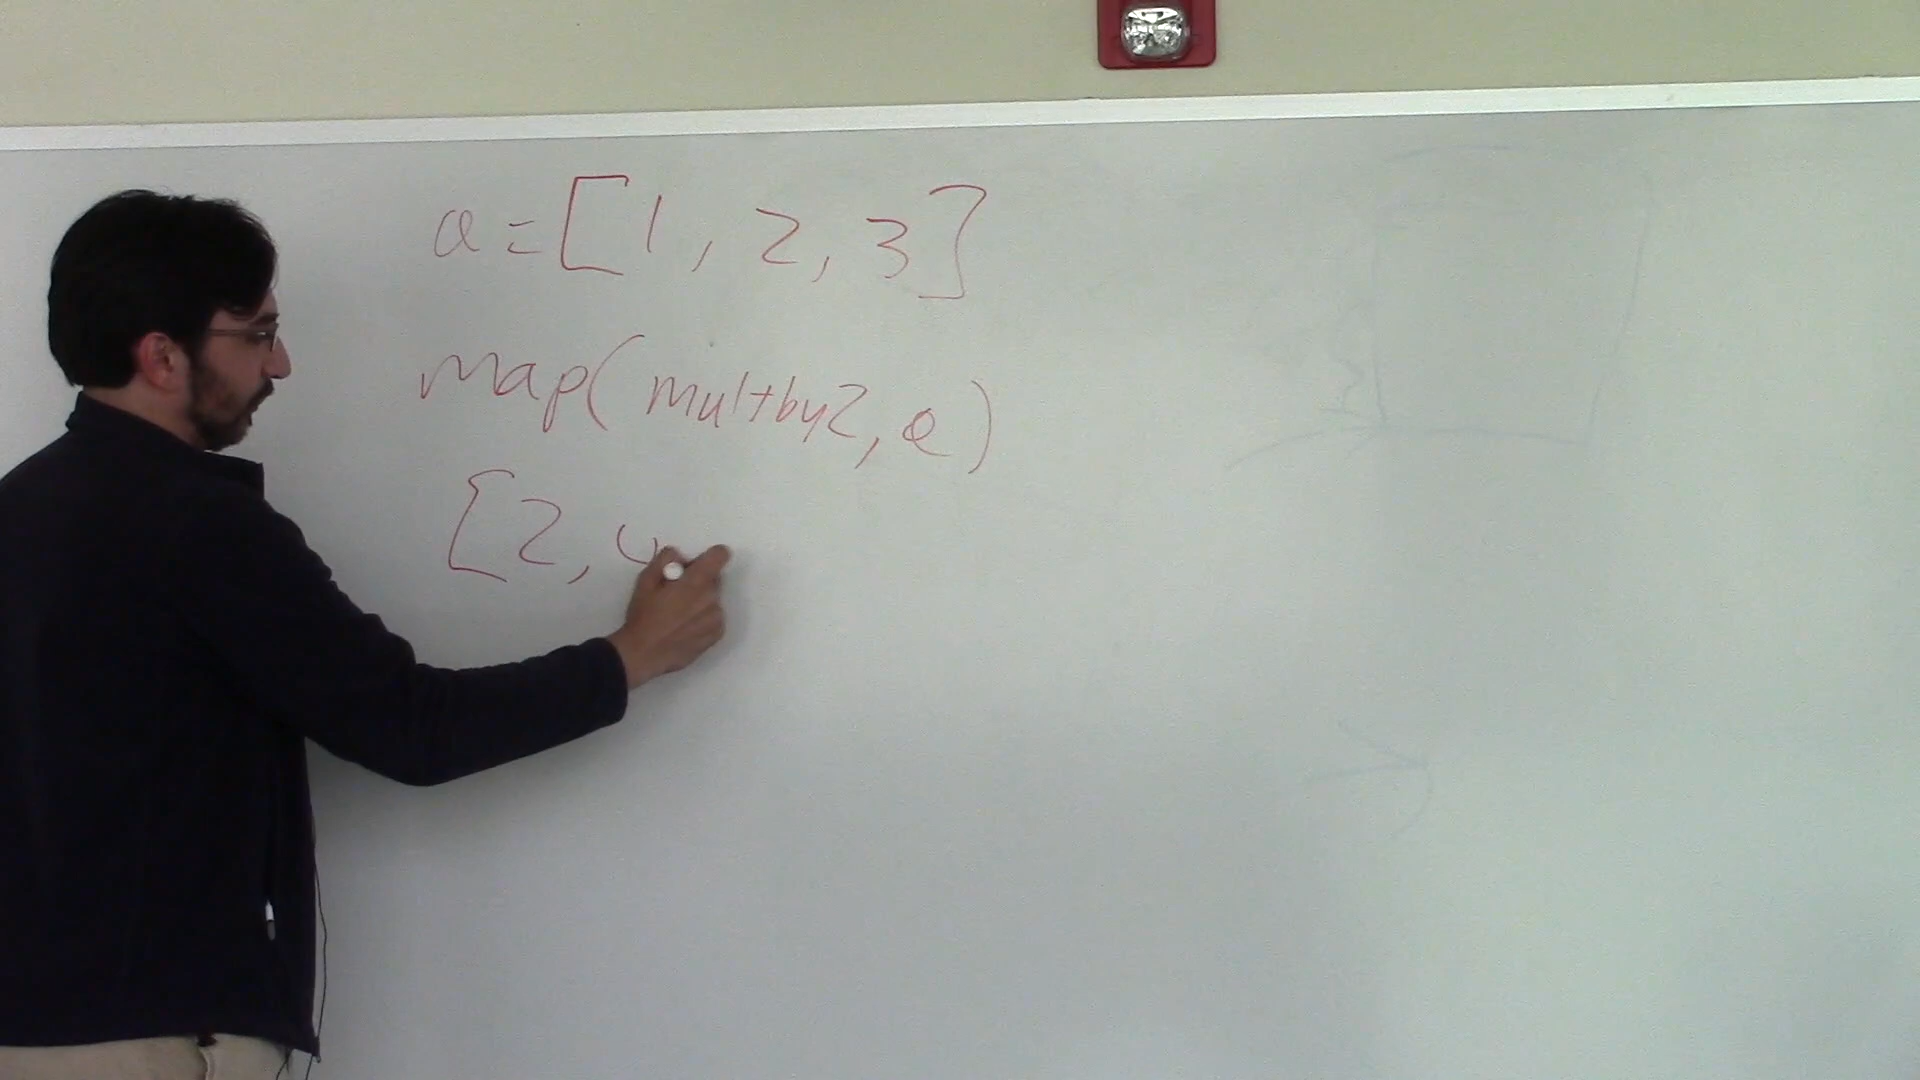 a = [1, 2, 3]
map(multby2, a)
[2, 4